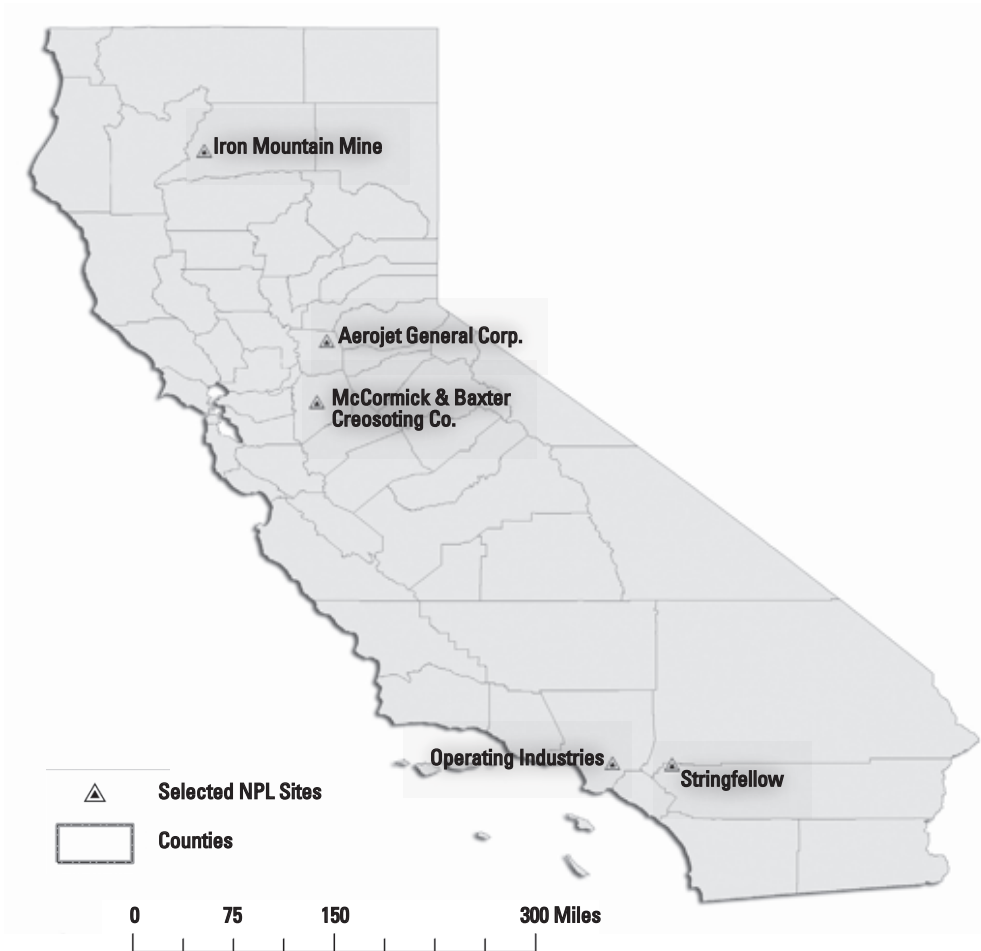 Iron Mountain Mine
Aerojet General Corp.
McCormick & Baxter
Creosoting Co.
Operating Industries
Stringfellow
Selected NPL Sites
Counties
0 75 150 300 Miles